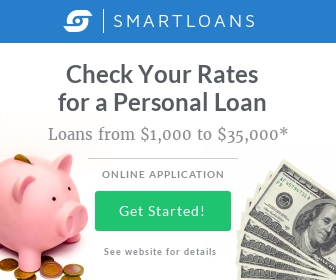 SMARTLOANS
Check Your Rates
for a Personal Loan
Loans from $1,000 to $35,000*
ONLINE APPLICATION
Get Started!
See website for details